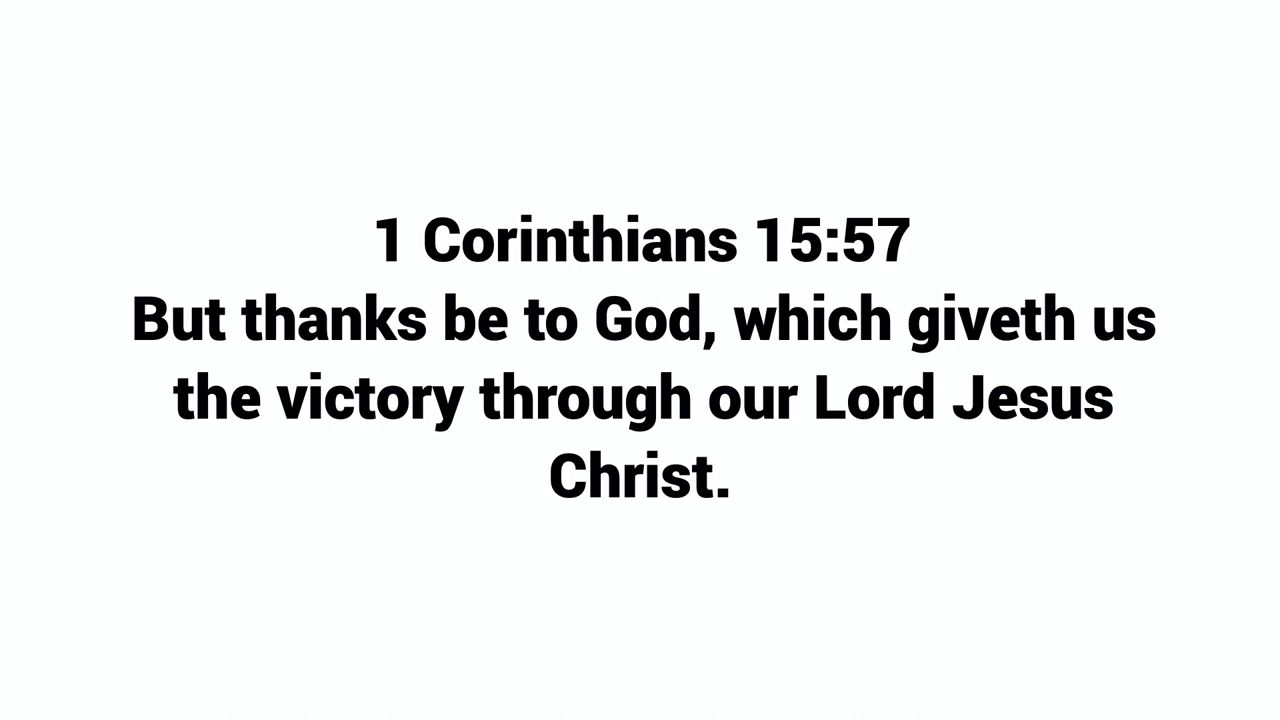 1 Corinthians 15:57
But thanks be to God, which giveth us
the victory through our Lord Jesus
Christ.